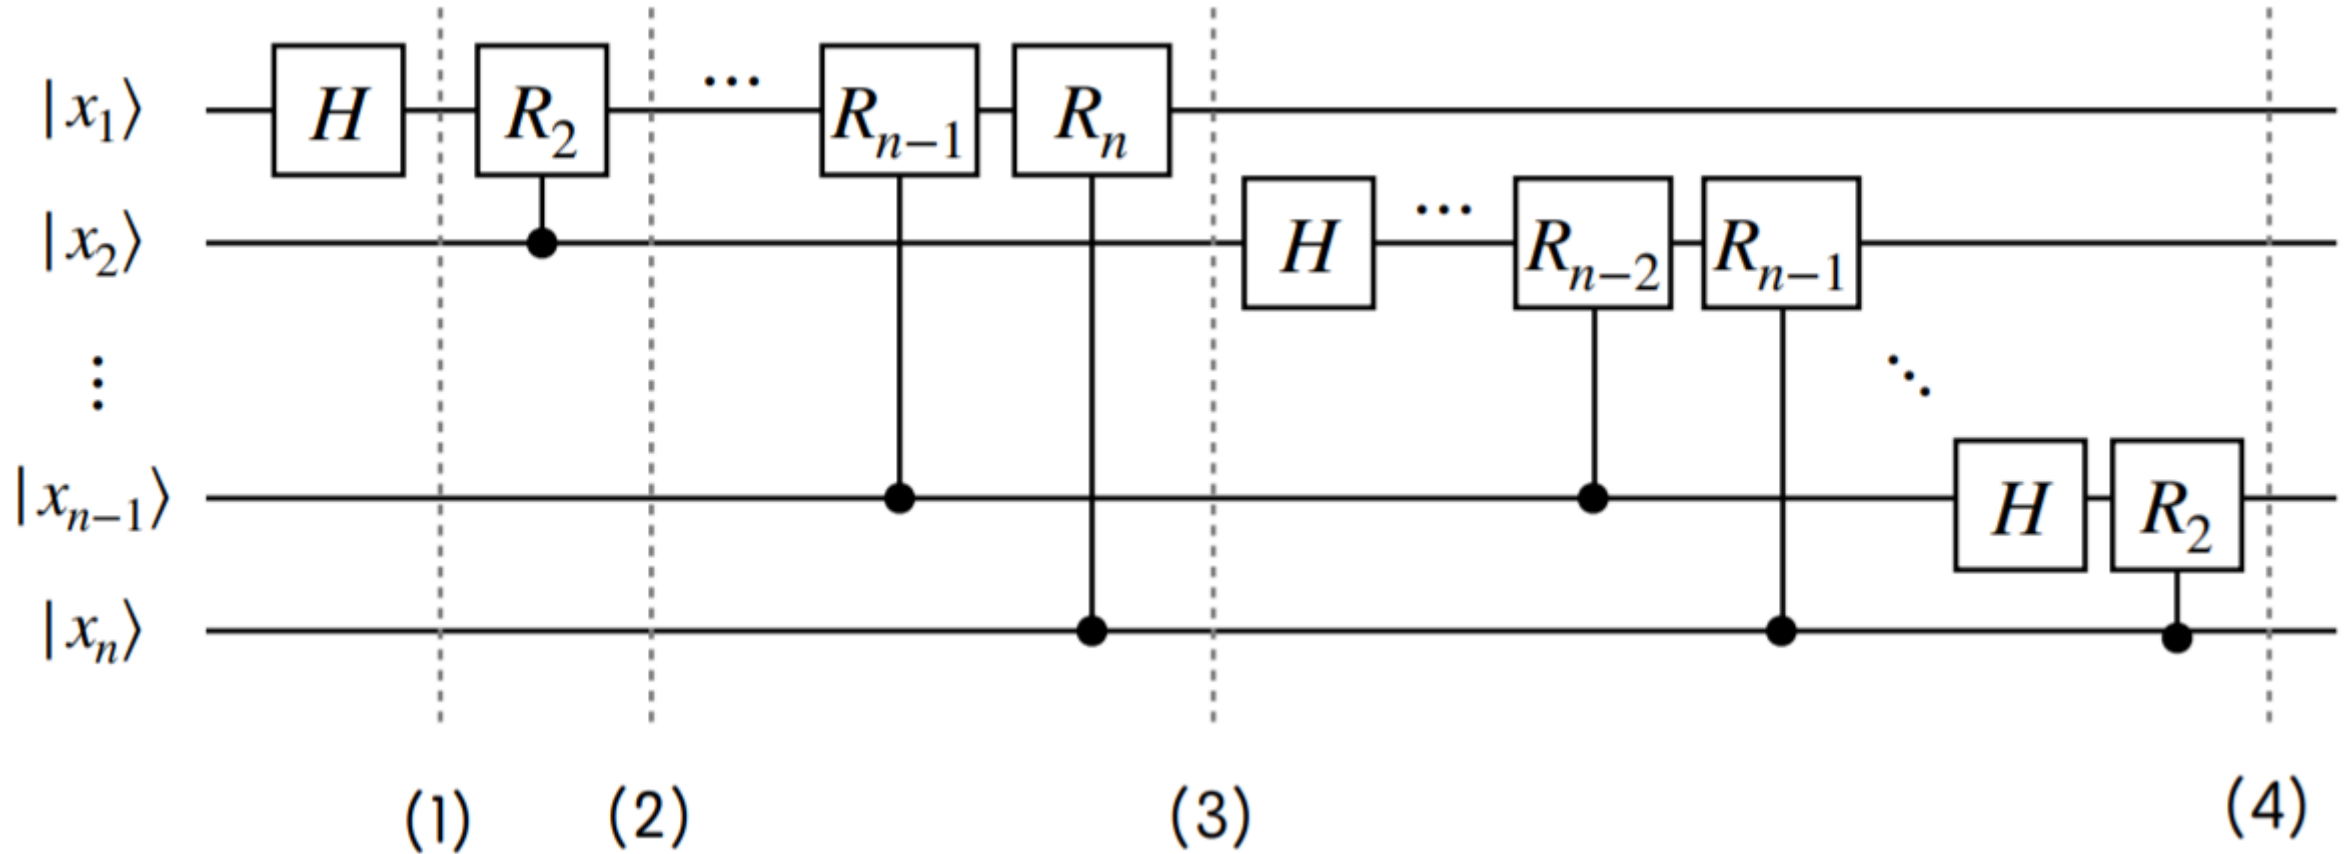 |x₁⟩ H R₂ ⋯ Rₙ₋₁ Rₙ
|x₂⟩ H ⋯ Rₙ₋₂ Rₙ₋₁
⋮ ⋱
|xₙ₋₁⟩ H R₂
|xₙ⟩
(1) (2) (3) (4)